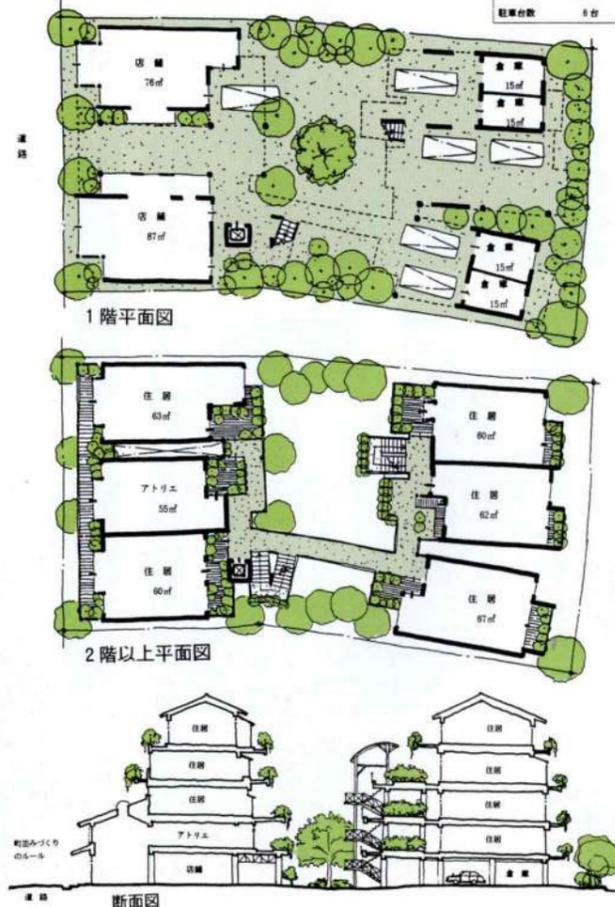 駐車台数 6台
店舗
76㎡
倉庫
15㎡
倉庫
15㎡
道路
店舗
87㎡
倉庫
15㎡
倉庫
15㎡
1階平面図
住居
63㎡
住居
60㎡
アトリエ
55㎡
住居
62㎡
住居
60㎡
住居
67㎡
2階以上平面図
住居
住居
住居
住居
住居
住居
町並みづくり
のルール
アトリエ
住居
店舗
倉庫
道路
断面図